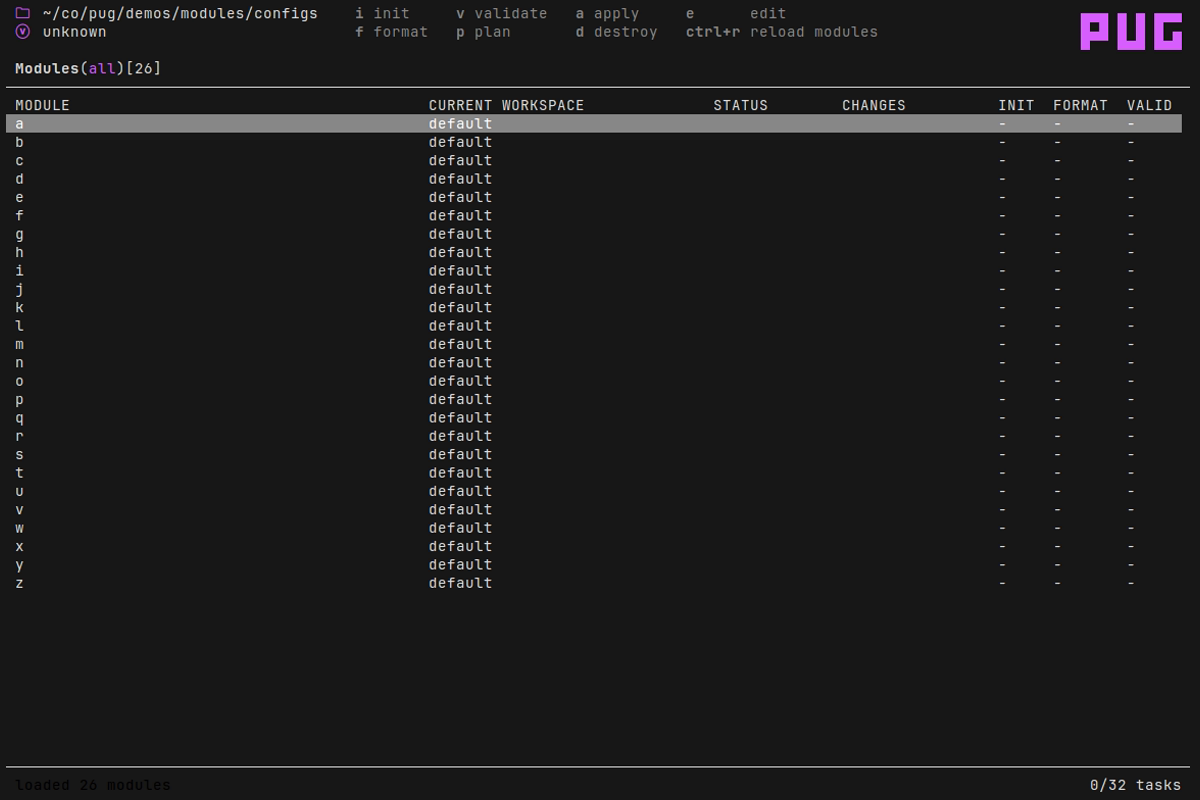 ~/co/pug/demos/modules/configs i init v validate a apply e edit PUG
unknown f format p plan d destroy ctrl+r reload modules
Modules(all)[26]
MODULE CURRENT WORKSPACE STATUS CHANGES INIT FORMAT VALID
a default - - -
b default - - -
c default - - -
d default - - -
e default - - -
f default - - -
g default - - -
h default - - -
i default - - -
j default - - -
k default - - -
l default - - -
m default - - -
n default - - -
o default - - -
p default - - -
q default - - -
r default - - -
s default - - -
t default - - -
u default - - -
v default - - -
w default - - -
x default - - -
y default - - -
z default - - -
loaded 26 modules 0/32 tasks